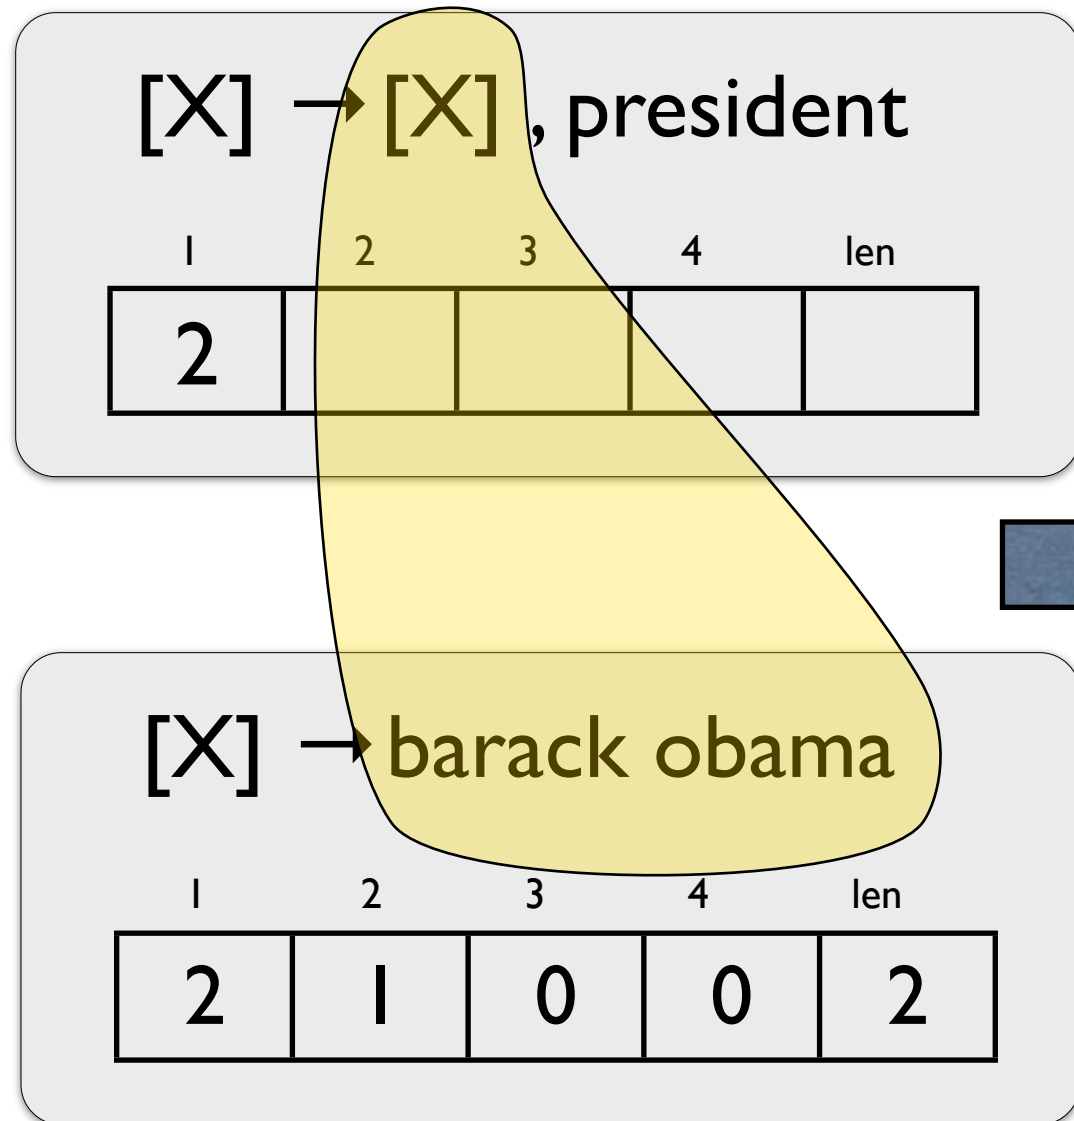 [X] → [X] , president
1 2 3 4 len
2
[X] → barack obama
1 2 3 4 len
2 1 0 0 2